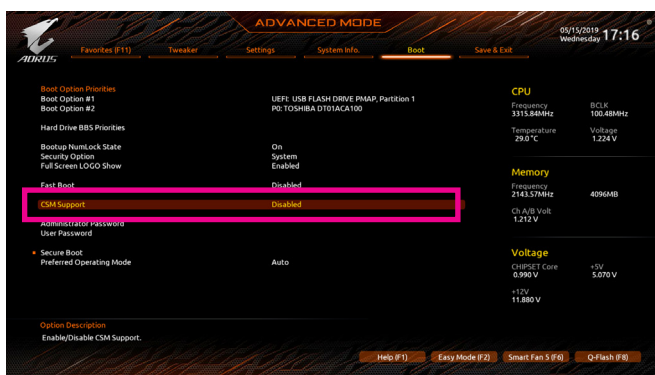 ADVANCED MODE
05/15/2019 Wednesday 17:16
AORUS
Favorites (F11) Tweaker Settings System Info. Boot Save & Exit
Boot Option Priorities
Boot Option #1 UEFI: USB FLASH DRIVE PMAP, Partition 1
Boot Option #2 P0: TOSHIBA DT01ACA100
Hard Drive BBS Priorities
Bootup NumLock State On
Security Option System
Full Screen LOGO Show Enabled
Fast Boot Disabled
CSM Support Disabled
Administrator Password
User Password
Secure Boot
Preferred Operating Mode Auto
CPU
Frequency BCLK
3315.84MHz 100.48MHz
Temperature Voltage
29.0 °C 1.224 V
Memory
Frequency
2143.57MHz 4096MB
Ch A/B Volt
1.212 V
Voltage
CHIPSET Core +5V
0.990 V 5.070 V
+12V
11.880 V
Option Description
Enable/Disable CSM Support.
Help (F1) Easy Mode (F2) Smart Fan 5 (F6) Q-Flash (F8)